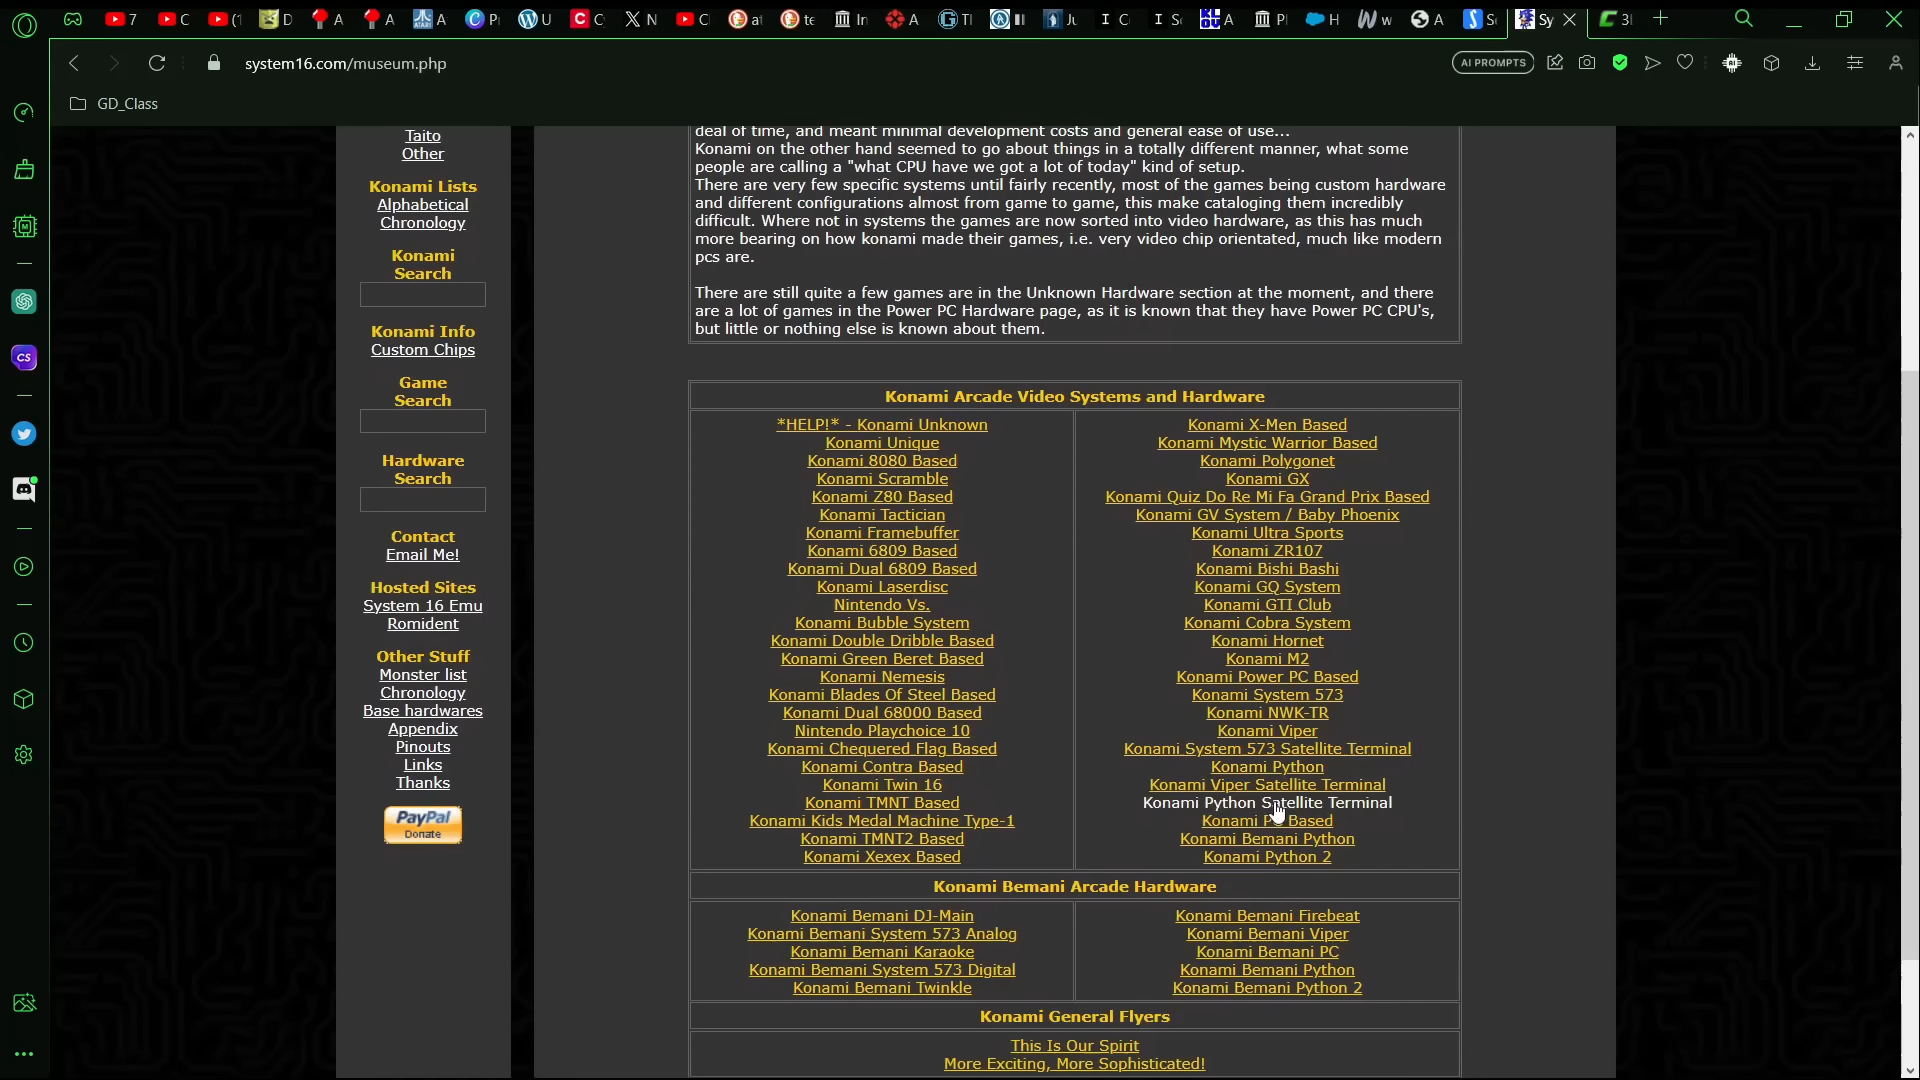 7
C
(1
D
A
A
A
Pi
U
C
N
C
at
te
In
A
TI
II
Ju
C
Sc
A
Pl
H
w
A
Sc
Sy
3l
system16.com/museum.php
AI PROMPTS
GD_Class
Taito
Other
Konami Lists
Alphabetical
Chronology
Konami
Search
Konami Info
Custom Chips
Game
Search
Hardware
Search
Contact
Email Me!
Hosted Sites
System 16 Emu
Romident
Other Stuff
Monster list
Chronology
Base hardwares
Appendix
Pinouts
Links
Thanks
PayPal
Donate
deal of time, and meant minimal development costs and general ease of use...
Konami on the other hand seemed to go about things in a totally different manner, what some
people are calling a "what CPU have we got a lot of today" kind of setup.
There are very few specific systems until fairly recently, most of the games being custom hardware
and different configurations almost from game to game, this make cataloging them incredibly
difficult. Where not in systems the games are now sorted into video hardware, as this has much
more bearing on how konami made their games, i.e. very video chip orientated, much like modern
pcs are.
There are still quite a few games are in the Unknown Hardware section at the moment, and there
are a lot of games in the Power PC Hardware page, as it is known that they have Power PC CPU's,
but little or nothing else is known about them.
Konami Arcade Video Systems and Hardware
*HELP!* - Konami Unknown
Konami Unique
Konami 8080 Based
Konami Scramble
Konami Z80 Based
Konami Tactician
Konami Framebuffer
Konami 6809 Based
Konami Dual 6809 Based
Konami Laserdisc
Nintendo Vs.
Konami Bubble System
Konami Double Dribble Based
Konami Green Beret Based
Konami Nemesis
Konami Blades Of Steel Based
Konami Dual 68000 Based
Nintendo Playchoice 10
Konami Chequered Flag Based
Konami Contra Based
Konami Twin 16
Konami TMNT Based
Konami Kids Medal Machine Type-1
Konami TMNT2 Based
Konami Xexex Based
Konami X-Men Based
Konami Mystic Warrior Based
Konami Polygonet
Konami GX
Konami Quiz Do Re Mi Fa Grand Prix Based
Konami GV System / Baby Phoenix
Konami Ultra Sports
Konami ZR107
Konami Bishi Bashi
Konami GQ System
Konami GTI Club
Konami Cobra System
Konami Hornet
Konami M2
Konami Power PC Based
Konami System 573
Konami NWK-TR
Konami Viper
Konami System 573 Satellite Terminal
Konami Python
Konami Viper Satellite Terminal
Konami Python Satellite Terminal
Konami PC Based
Konami Bemani Python
Konami Python 2
Konami Bemani Arcade Hardware
Konami Bemani DJ-Main
Konami Bemani System 573 Analog
Konami Bemani Karaoke
Konami Bemani System 573 Digital
Konami Bemani Twinkle
Konami Bemani Firebeat
Konami Bemani Viper
Konami Bemani PC
Konami Bemani Python
Konami Bemani Python 2
Konami General Flyers
This Is Our Spirit
More Exciting, More Sophisticated!